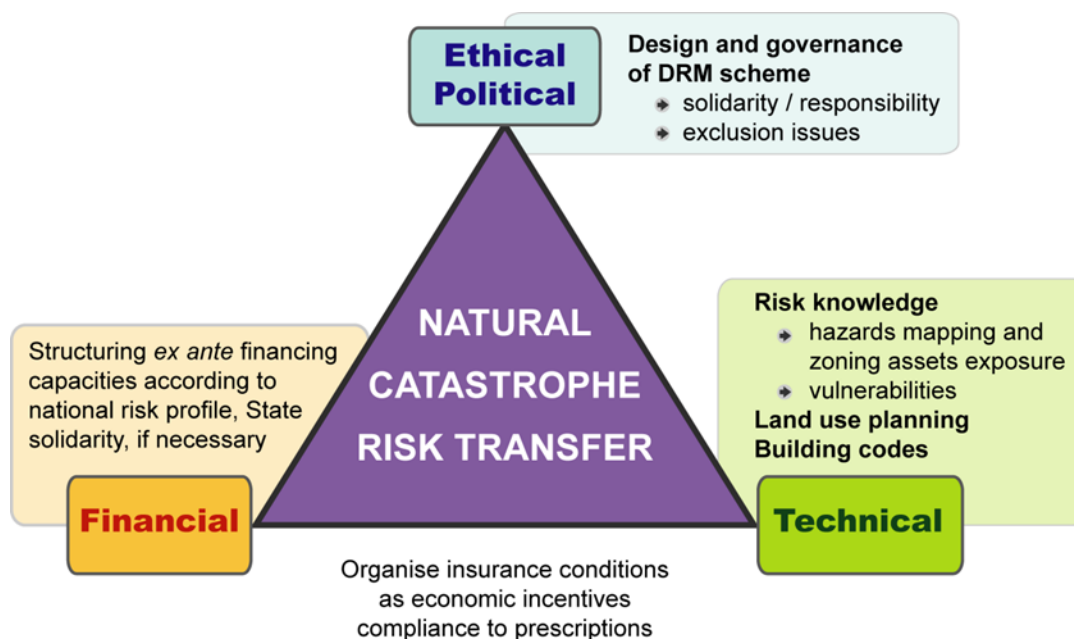 Ethical
Political
Design and governance
of DRM scheme
solidarity / responsibility
exclusion issues
NATURAL
CATASTROPHE
RISK TRANSFER
Structuring ex ante financing
capacities according to
national risk profile, State
solidarity, if necessary
Financial
Risk knowledge
hazards mapping and
zoning assets exposure
vulnerabilities
Land use planning
Building codes
Technical
Organise insurance conditions
as economic incentives
compliance to prescriptions